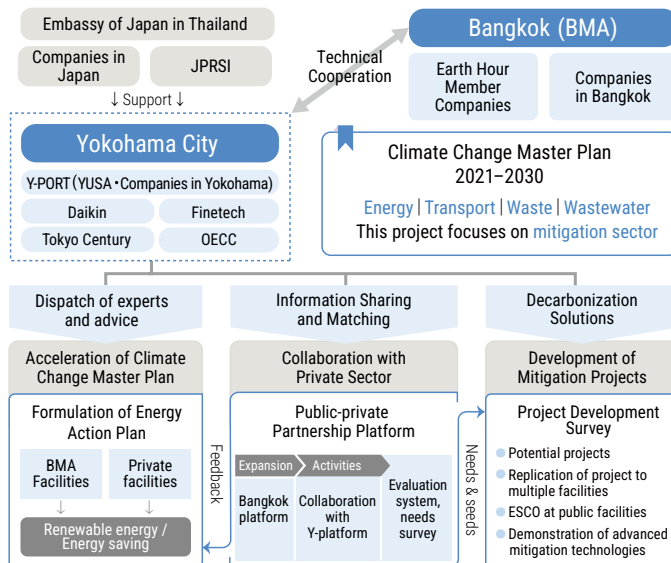 Embassy of Japan in Thailand
Companies in
Japan
JPRSI
↓ Support ↓
Technical
Cooperation
Bangkok (BMA)
Earth Hour
Member
Companies
Companies
in Bangkok
Yokohama City
Y-PORT (YUSA・Companies in Yokohama)
Daikin
Finetech
Tokyo Century
OECC
Climate Change Master Plan
2021–2030
Energy | Transport | Waste | Wastewater
This project focuses on mitigation sector
Dispatch of experts
and advice
Information Sharing
and Matching
Decarbonization
Solutions
Acceleration of Climate
Change Master Plan
Collaboration with
Private Sector
Development of
Mitigation Projects
Formulation of Energy
Action Plan
BMA
Facilities
Private
facilities
Renewable energy /
Energy saving
Feedback
Public-private
Partnership Platform
Expansion
Activities
Bangkok
platform
Collaboration
with
Y-platform
Evaluation
system,
needs
survey
Needs & seeds
Project Development
Survey
Potential projects
Replication of project to
multiple facilities
ESCO at public facilities
Demonstration of advanced
mitigation technologies